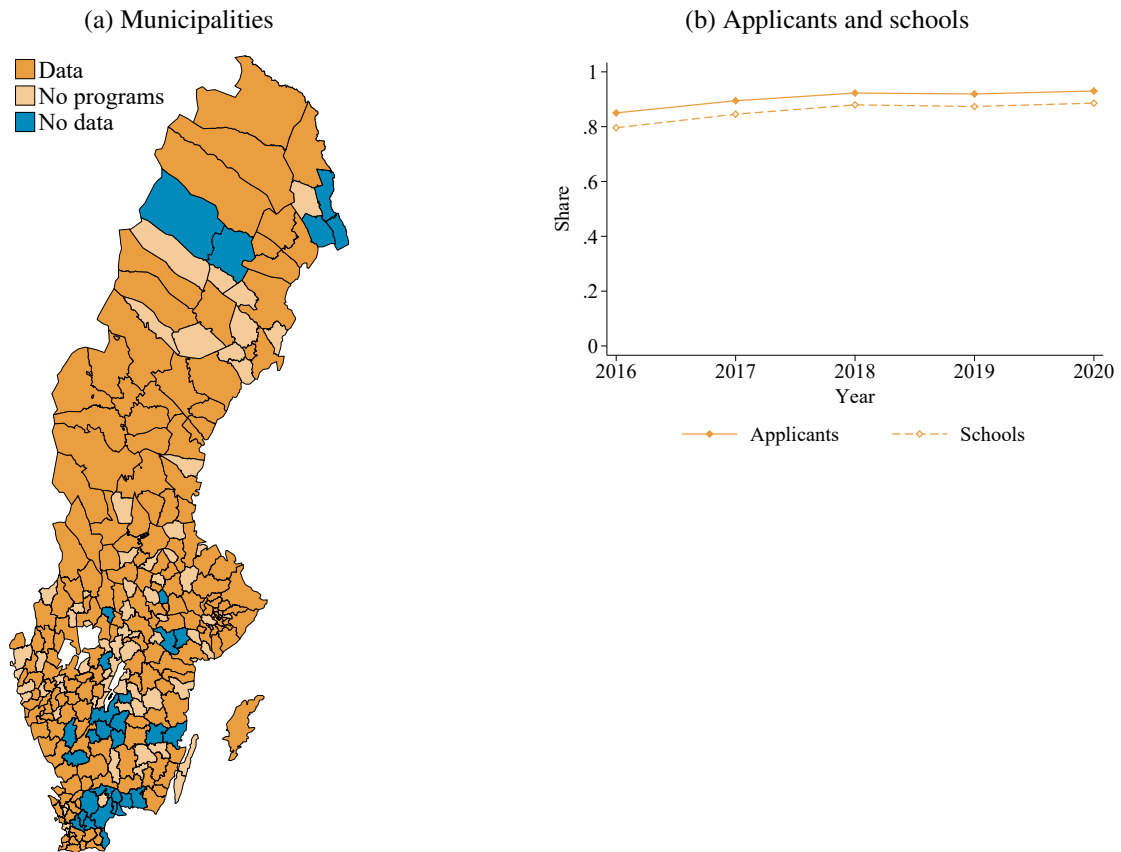 (a) Municipalities
Data
No programs
No data
(b) Applicants and schools
1
.8
.6
.4
.2
0
Share
2016 2017 2018 2019 2020
Year
Applicants Schools